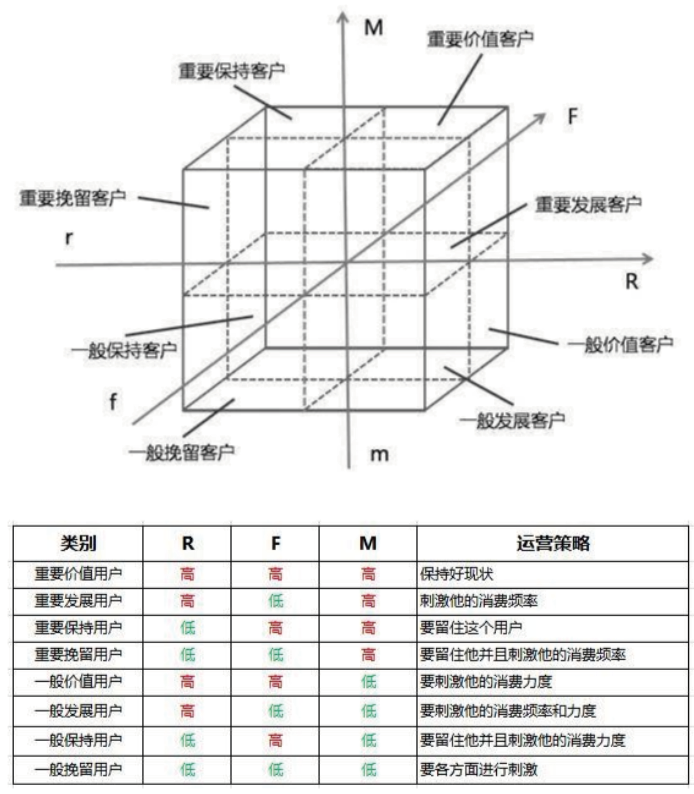 M
重要价值客户
重要保持客户
F
重要挽留客户
重要发展客户
r
R
一般保持客户
一般价值客户
f
一般发展客户
一般挽留客户
m
类别 R F M 运营策略
重要价值用户 高 高 高 保持好现状
重要发展用户 高 低 高 刺激他的消费频率
重要保持用户 低 高 高 要留住这个用户
重要挽留用户 低 低 高 要留住他并且刺激他的消费频率
一般价值用户 高 高 低 要刺激他的消费力度
一般发展用户 高 低 低 要刺激他的消费频率和力度
一般保持用户 低 高 低 要留住他并且刺激他的消费力度
一般挽留用户 低 低 低 要各方面进行刺激